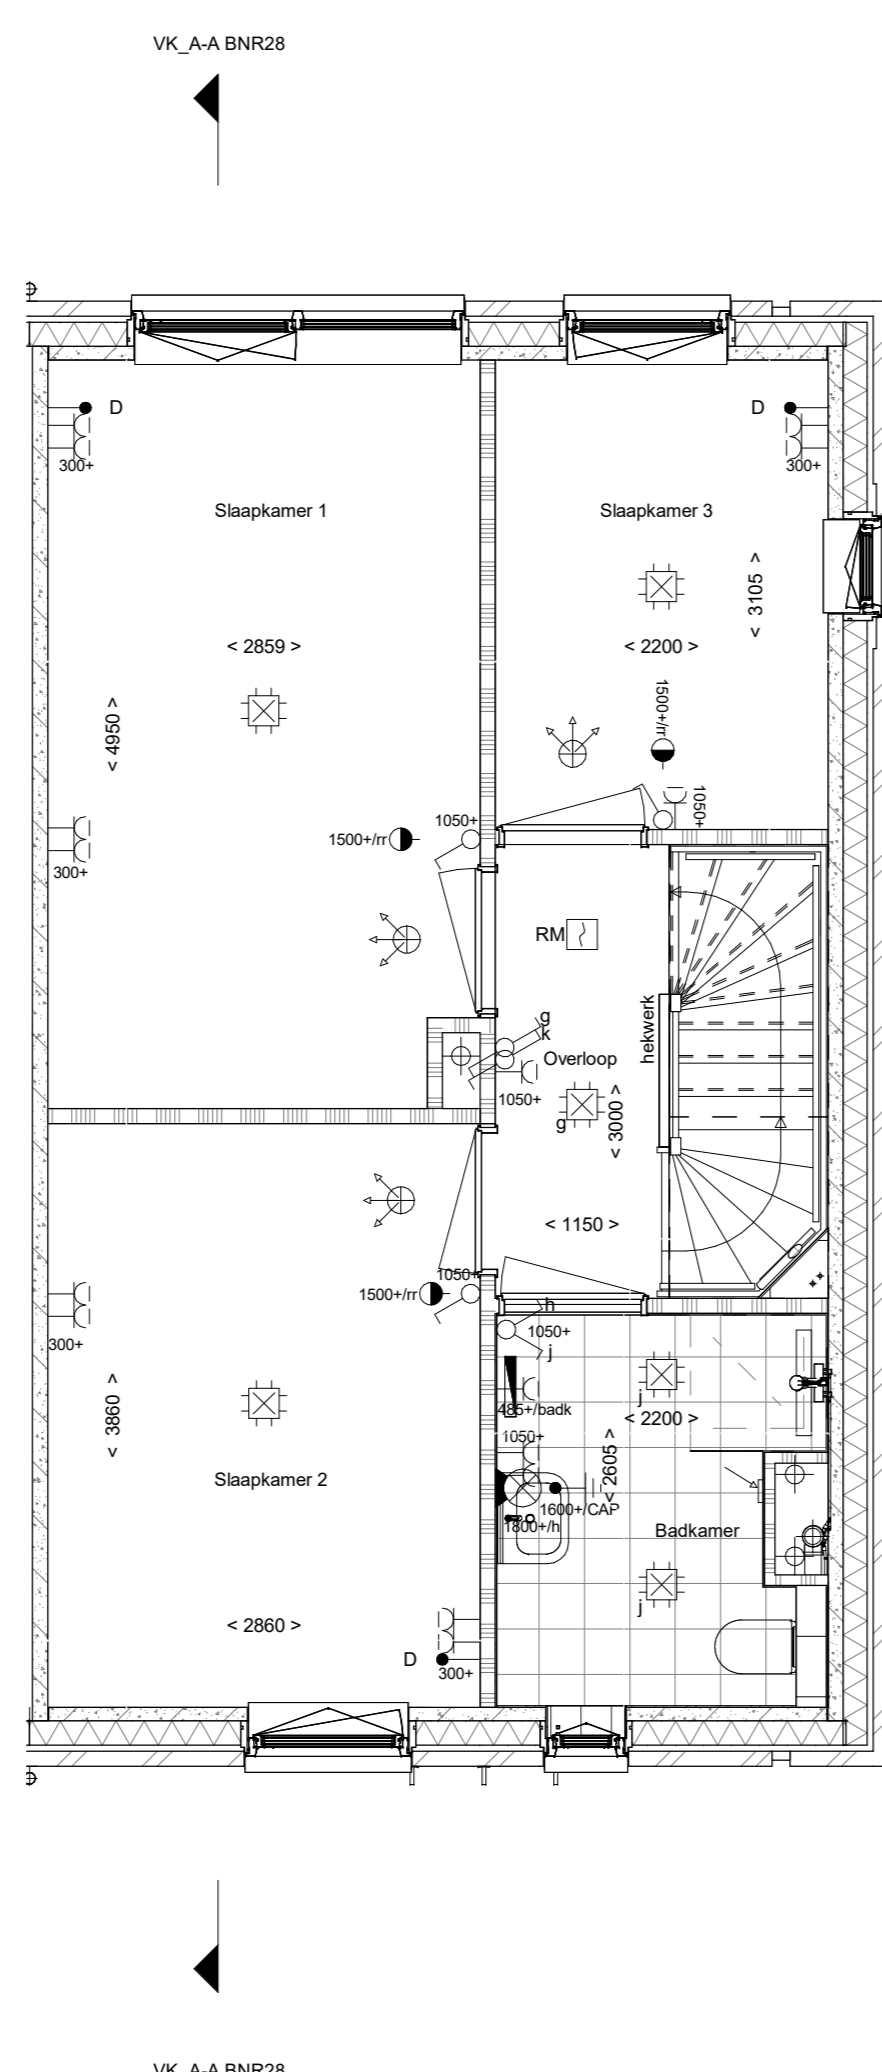 VK_A-A BNR28
D
300+
D
300+
Slaapkamer 1
Slaapkamer 3
< 3105 >
< 2859 >
< 2200 >
1500+/rr
< 4950 >
1050+
1050+
1500+/rr
300+
RM
hekwerk
g
k
Overloop
1050+
g
< 3000 >
< 1150 >
1050+
1500+/rr
h
1050+
j
300+
j
485+/badk
< 2200 >
< 3860 >
1050+
< 2605 >
Slaapkamer 2
1600+/CAP
1800+/h
Badkamer
j
< 2860 >
D
300+
VK_A-A BNR28